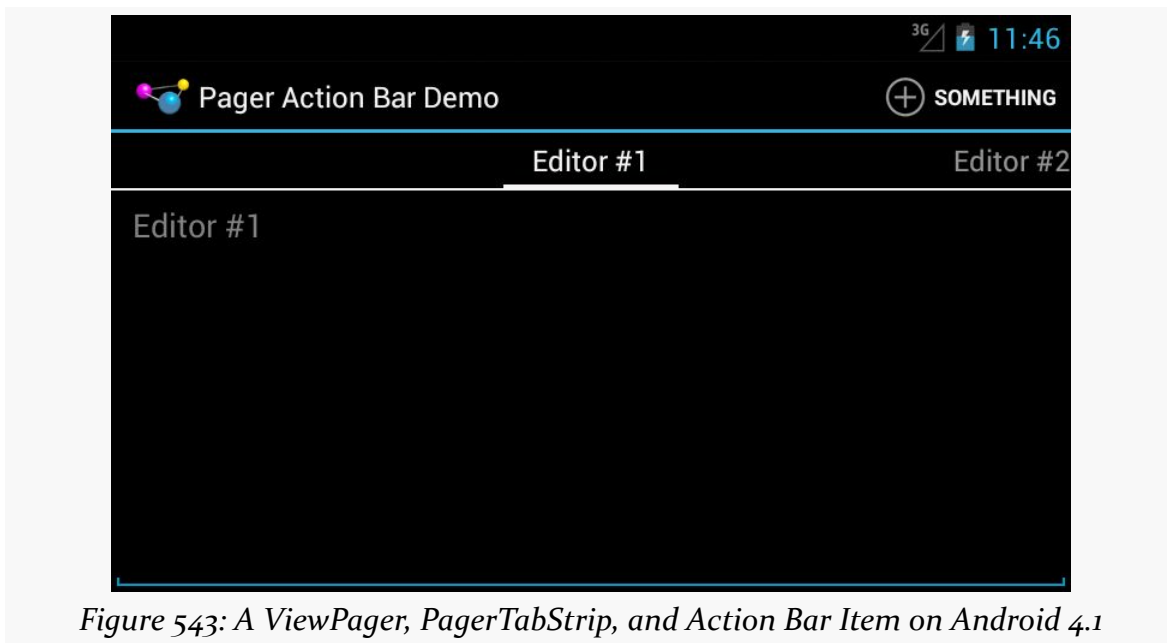 3G 11:46
Pager Action Bar Demo SOMETHING
Editor #1 Editor #2
Editor #1
Figure 543: A ViewPager, PagerTabStrip, and Action Bar Item on Android 4.1